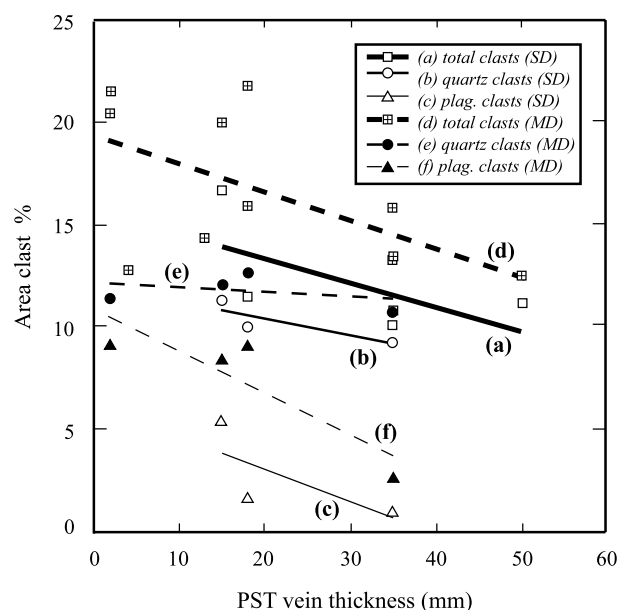 25
20
15
10
5
0
Area clast %
(a) total clasts (SD)
(b) quartz clasts (SD)
(c) plag. clasts (SD)
(d) total clasts (MD)
(e) quartz clasts (MD)
(f) plag. clasts (MD)
(d)
(e)
(a)
(b)
(f)
(c)
0 10 20 30 40 50 60
PST vein thickness (mm)